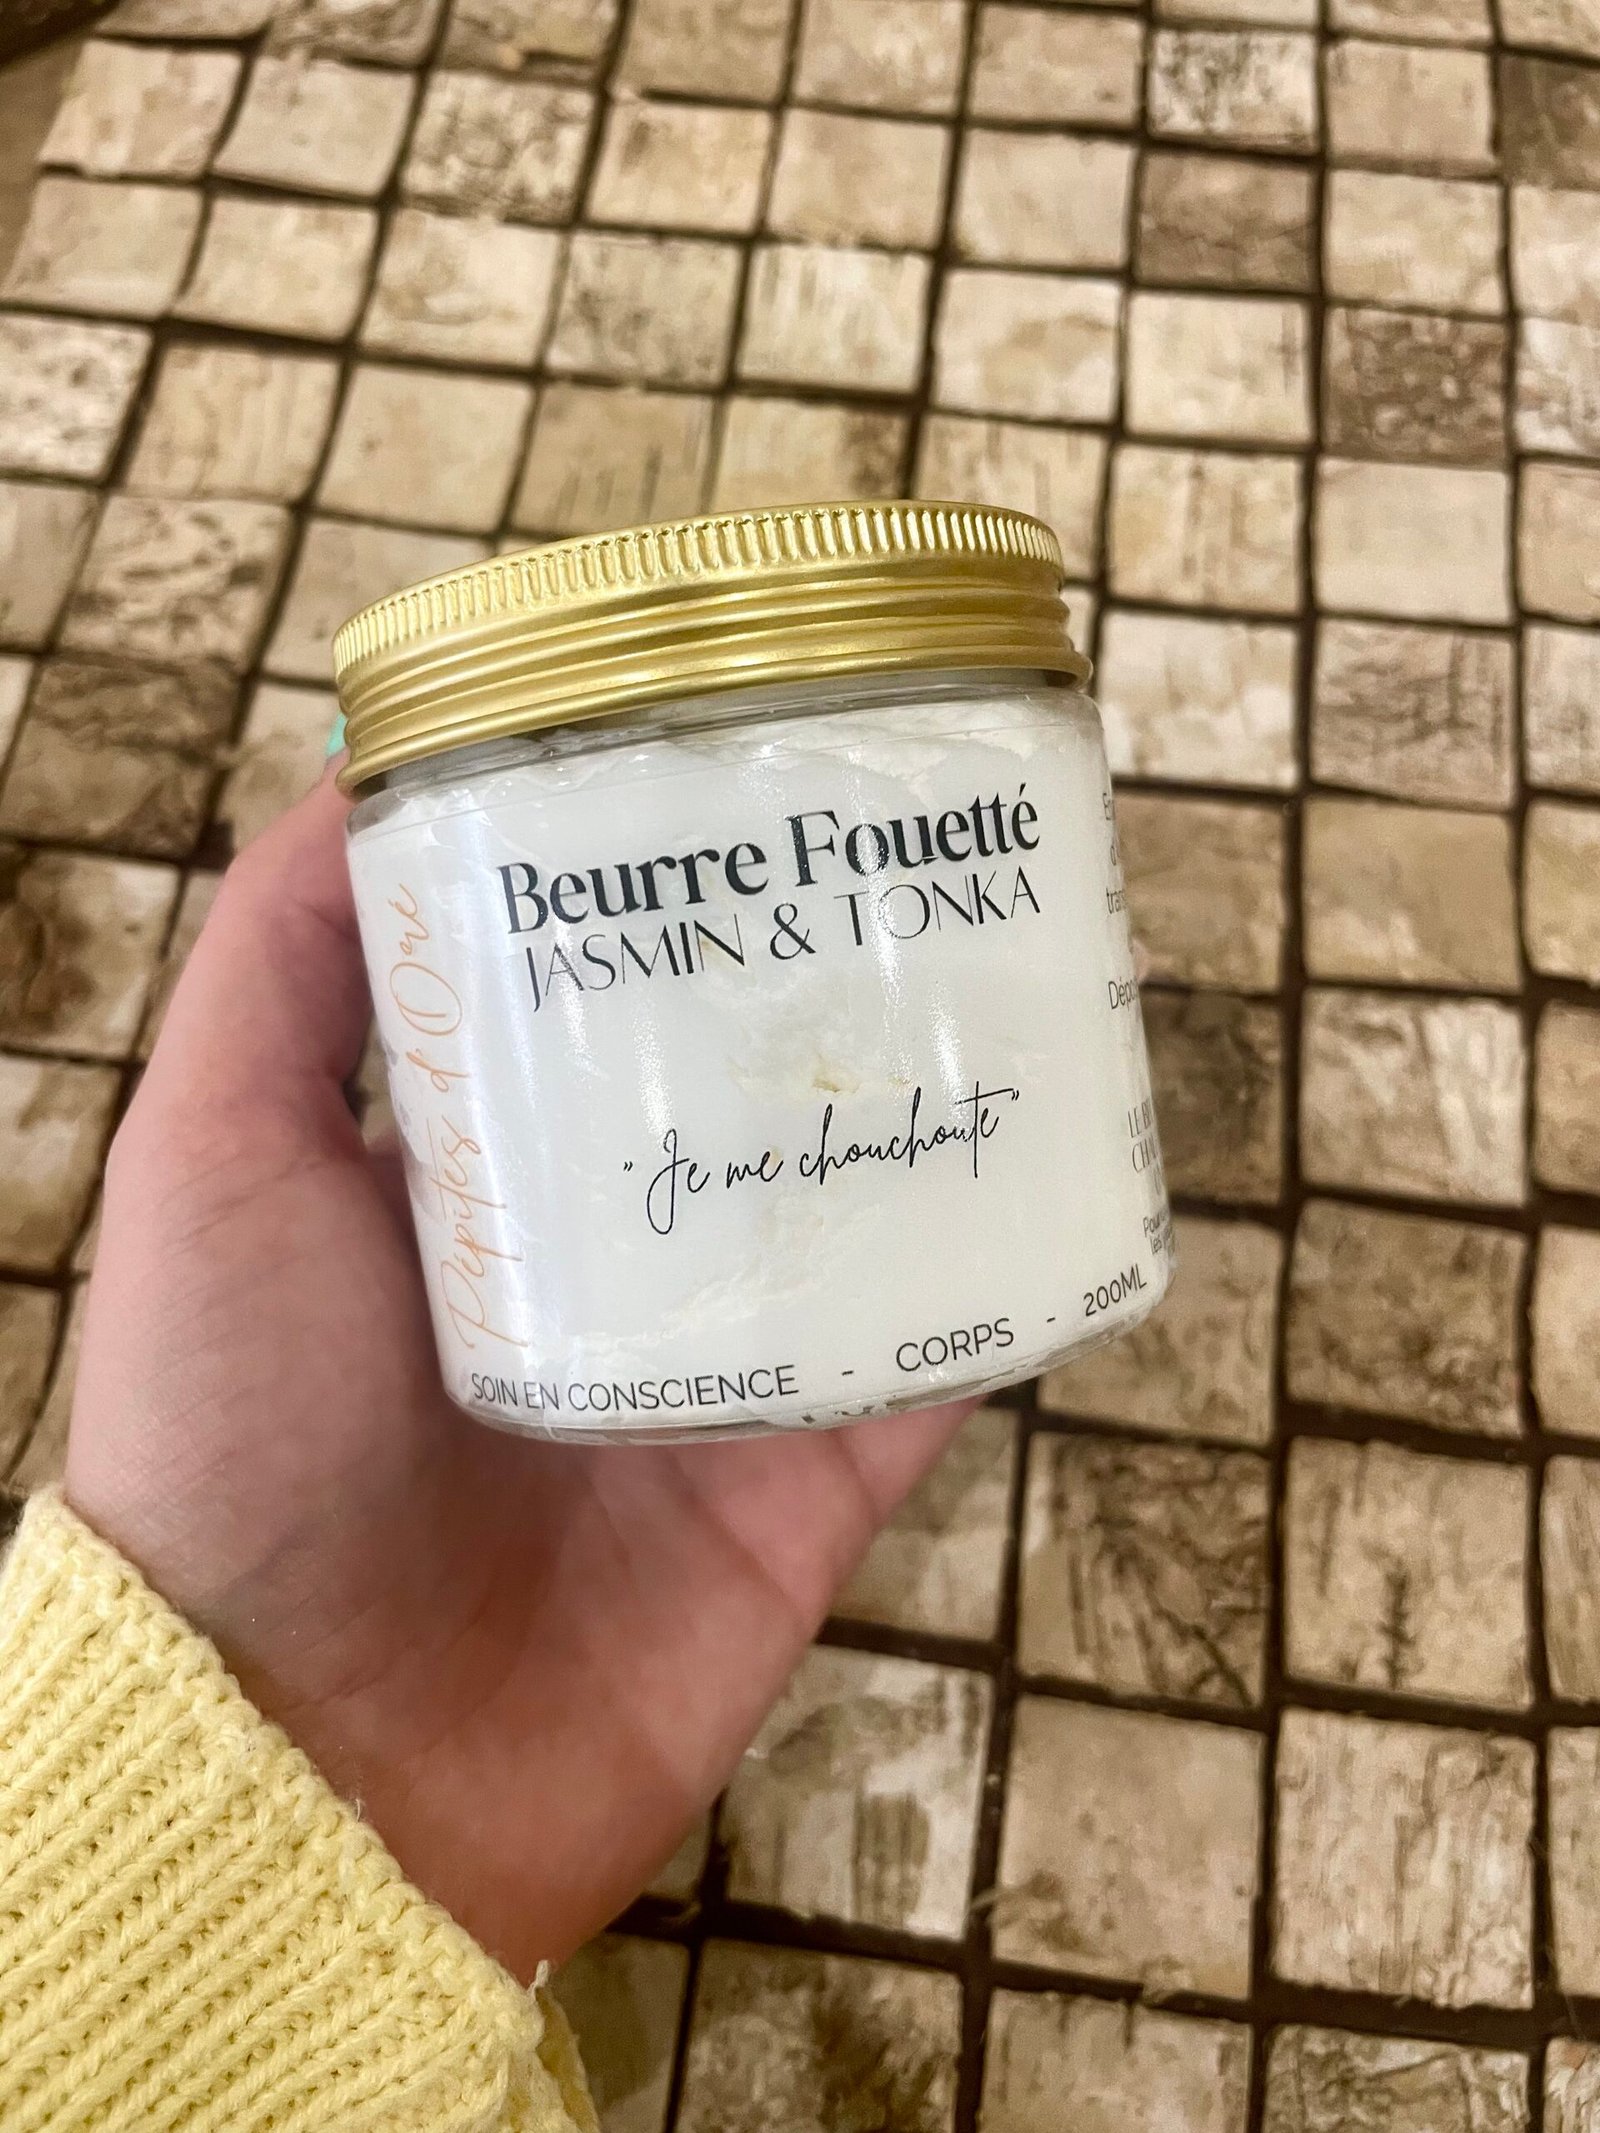 Beurre Fouetté
JASMIN & TONKA
" Je me chouchoute "
SOIN EN CONSCIENCE - CORPS - 200ML
Pépites d'Oré